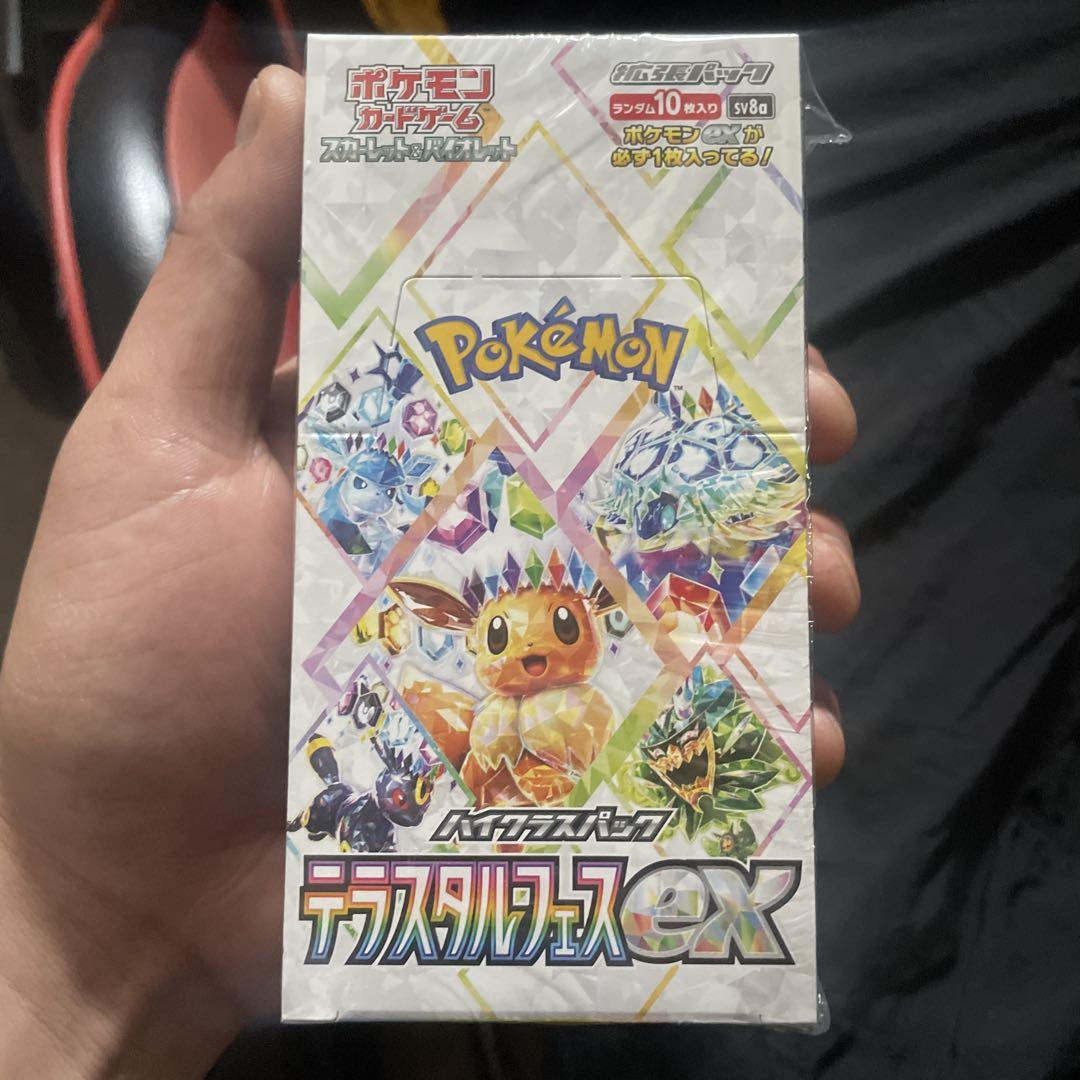 ポケモン
カードゲーム
スカーレット&バイオレット
拡張パック
ランダム10枚入り sv8a
ポケモンexが
必ず1枚入ってる!
POKéMON
TM
ハイクラスパック
テラスタルフェスex